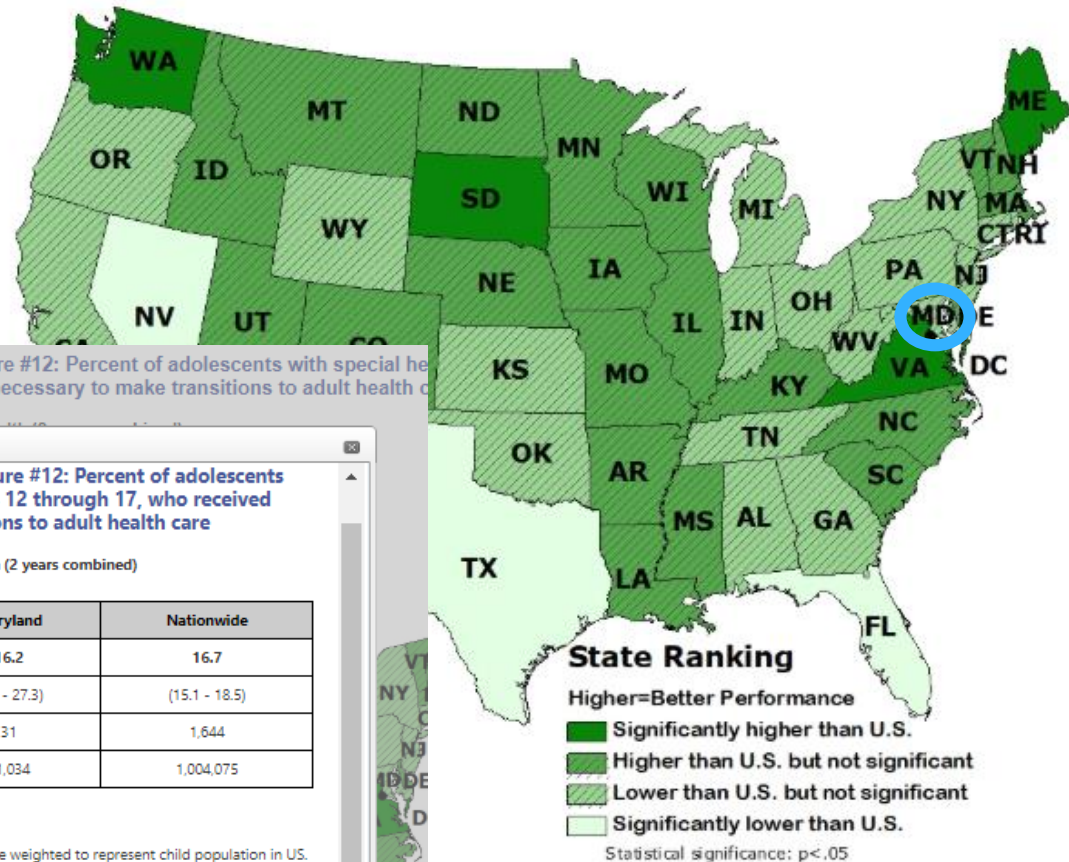 WA
MT
ND
MN
ME
OR
ID
SD
WI
MI
VT NH
NY
MA
CT RI
WY
IA
PA
NJ
NE
OH
MD DE
NV
UT
IL
IN
WV
VA
DC
KS
MO
KY
NC
TN
OK
AR
SC
MS
AL
GA
TX
LA
FL
re #12: Percent of adolescents with special he
ecessary to make transitions to adult health c
ure #12: Percent of adolescents
12 through 17, who received
ons to adult health care
(2 years combined)
ryland
Nationwide
16.2
16.7
- 27.3)
(15.1 - 18.5)
31
1,644
,034
1,004,075
e weighted to represent child population in US.
VT
NY
NJ
MD DE
D
State Ranking
Higher=Better Performance
Significantly higher than U.S.
Higher than U.S. but not significant
Lower than U.S. but not significant
Significantly lower than U.S.
Statistical significance: p<.05